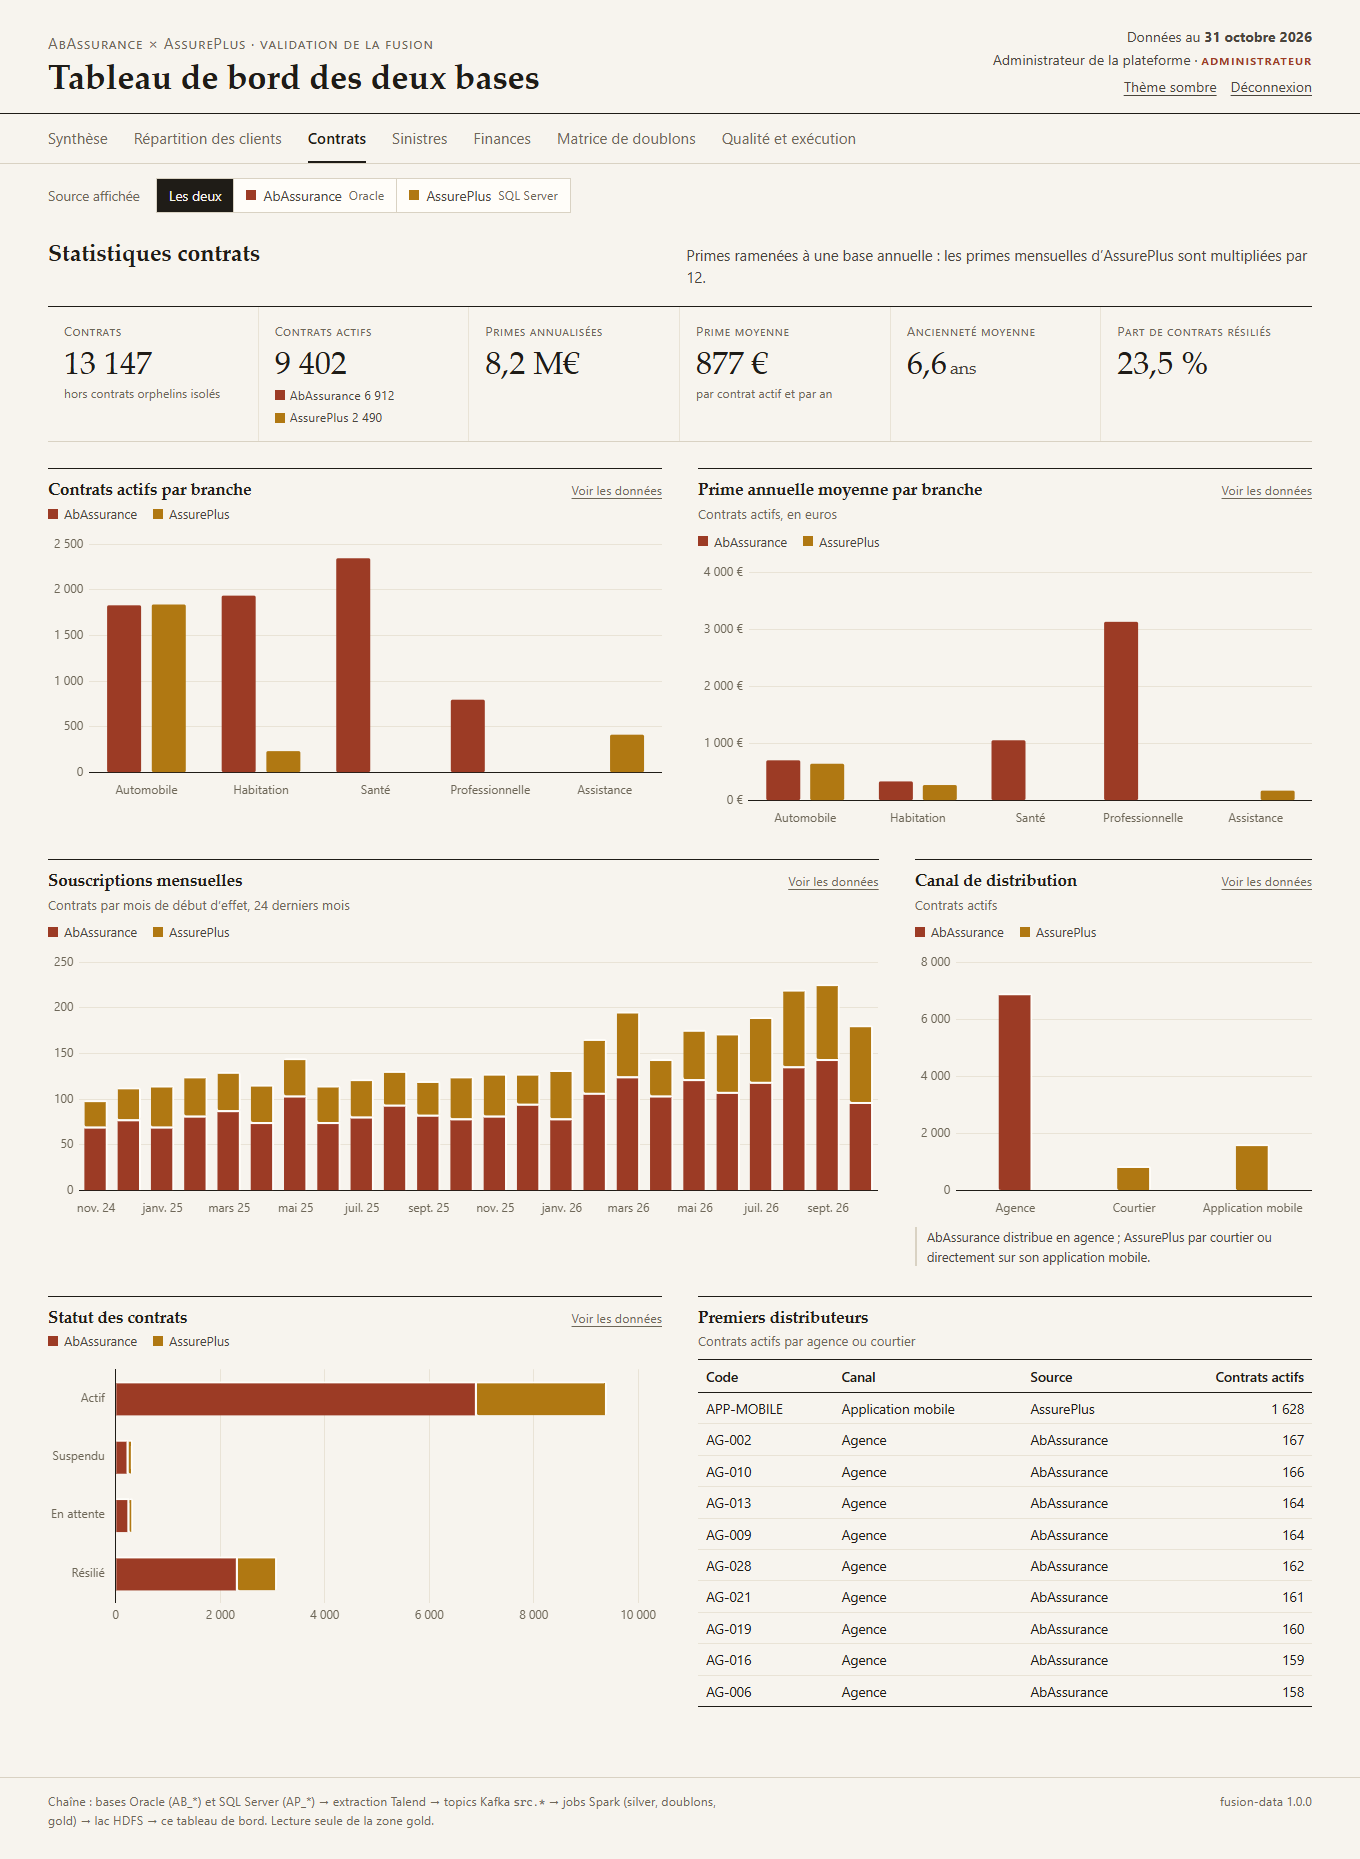 AbAssurance × AssurePlus · validation de la fusion
Tableau de bord des deux bases
Données au 31 octobre 2026
Administrateur de la plateforme · administrateur
Thème sombre Déconnexion
Synthèse Répartition des clients Contrats Sinistres Finances Matrice de doublons Qualité et exécution
Source affichée Les deux AbAssurance Oracle AssurePlus SQL Server
Statistiques contrats
Primes ramenées à une base annuelle : les primes mensuelles d'AssurePlus sont multipliées par
12.
Contrats
13 147
hors contrats orphelins isolés
Contrats actifs
9 402
AbAssurance 6 912
AssurePlus 2 490
Primes annualisées
8,2 M€
Prime moyenne
877 €
par contrat actif et par an
Ancienneté moyenne
6,6 ans
Part de contrats résiliés
23,5 %
Contrats actifs par branche Voir les données
AbAssurance AssurePlus
2 500
2 000
1 500
1 000
500
0
Automobile Habitation Santé Professionnelle Assistance
Prime annuelle moyenne par branche Voir les données
Contrats actifs, en euros
AbAssurance AssurePlus
4 000 €
3 000 €
2 000 €
1 000 €
0 €
Automobile Habitation Santé Professionnelle Assistance
Souscriptions mensuelles Voir les données
Contrats par mois de début d'effet, 24 derniers mois
AbAssurance AssurePlus
250
200
150
100
50
0
nov. 24 janv. 25 mars 25 mai 25 juil. 25 sept. 25 nov. 25 janv. 26 mars 26 mai 26 juil. 26 sept. 26
Canal de distribution Voir les données
Contrats actifs
AbAssurance AssurePlus
8 000
6 000
4 000
2 000
0
Agence Courtier Application mobile
AbAssurance distribue en agence ; AssurePlus par courtier ou
directement sur son application mobile.
Statut des contrats Voir les données
AbAssurance AssurePlus
Actif
Suspendu
En attente
Résilié
0 2 000 4 000 6 000 8 000 10 000
Premiers distributeurs
Contrats actifs par agence ou courtier
Code Canal Source Contrats actifs
APP-MOBILE Application mobile AssurePlus 1 628
AG-002 Agence AbAssurance 167
AG-010 Agence AbAssurance 166
AG-013 Agence AbAssurance 164
AG-009 Agence AbAssurance 164
AG-028 Agence AbAssurance 162
AG-021 Agence AbAssurance 161
AG-019 Agence AbAssurance 160
AG-016 Agence AbAssurance 159
AG-006 Agence AbAssurance 158
Chaîne : bases Oracle (AB_*) et SQL Server (AP_*) → extraction Talend → topics Kafka src.* → jobs Spark (silver, doublons,
gold) → lac HDFS → ce tableau de bord. Lecture seule de la zone gold.
fusion-data 1.0.0